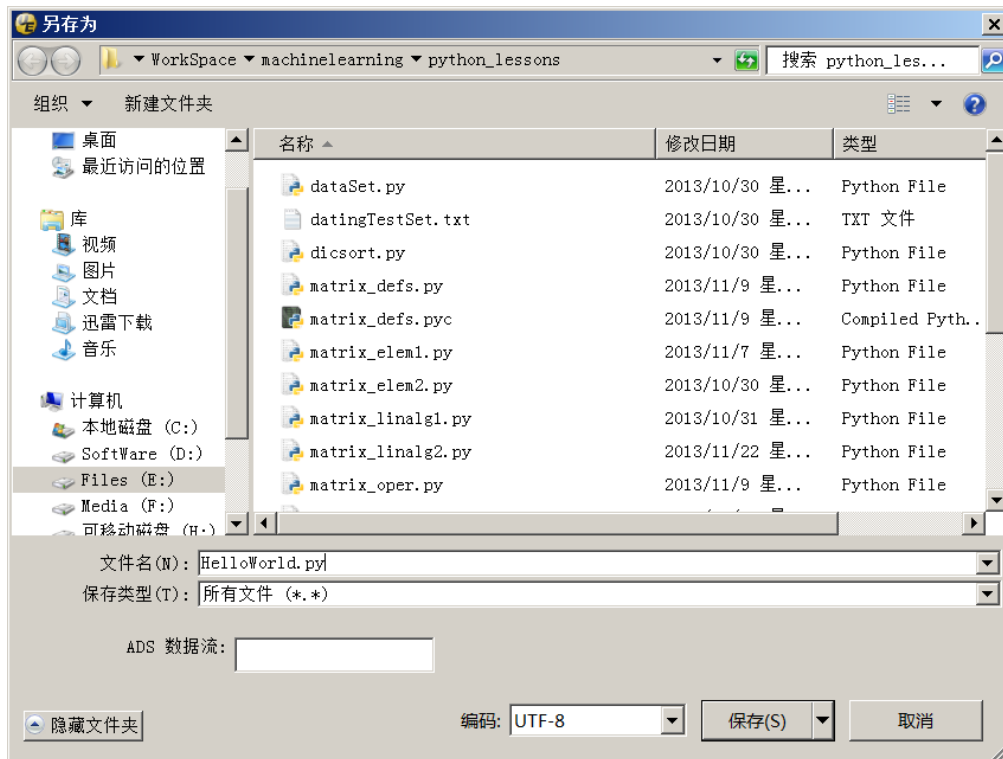 另存为
WorkSpace machinelearning python_lessons 搜索 python_les...
组织 新建文件夹
桌面
最近访问的位置
库
视频
图片
文档
迅雷下载
音乐
计算机
本地磁盘 (C:)
SoftWare (D:)
Files (E:)
Media (F:)
可移动磁盘 (H:)
名称 修改日期 类型
dataSet.py 2013/10/30 星... Python File
datingTestSet.txt 2013/10/30 星... TXT 文件
dicsort.py 2013/10/30 星... Python File
matrix_defs.py 2013/11/9 星... Python File
matrix_defs.pyc 2013/11/9 星... Compiled Pyth..
matrix_elem1.py 2013/11/7 星... Python File
matrix_elem2.py 2013/10/30 星... Python File
matrix_linalg1.py 2013/10/31 星... Python File
matrix_linalg2.py 2013/11/22 星... Python File
matrix_oper.py 2013/11/9 星... Python File
文件名(N): HelloWorld.py
保存类型(T): 所有文件 (*.*)
ADS 数据流:
隐藏文件夹 编码: UTF-8 保存(S) 取消